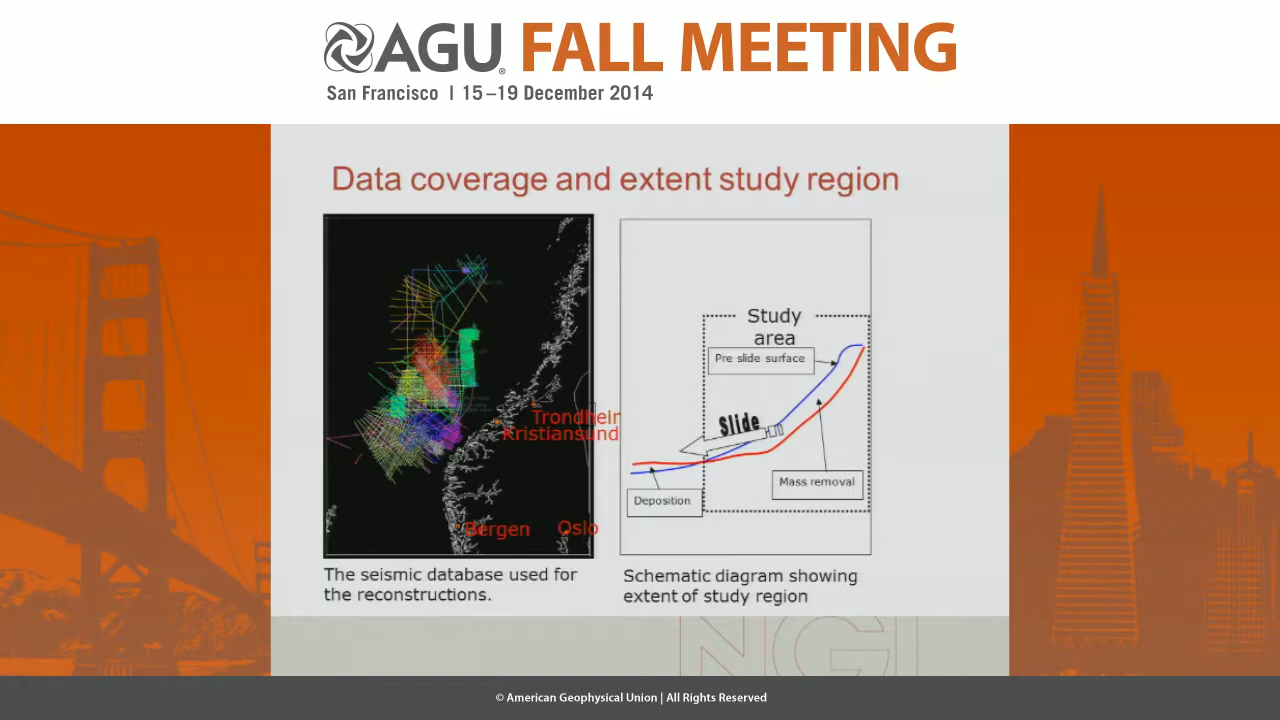 AGU FALL MEETING
San Francisco | 15–19 December 2014
Data coverage and extent study region
Trondheim
Kristiansund
Bergen Oslo
Study
area
Pre slide surface
Slide
Mass removal
Deposition
The seismic database used for
the reconstructions.
Schematic diagram showing
extent of study region
NGI
© American Geophysical Union | All Rights Reserved